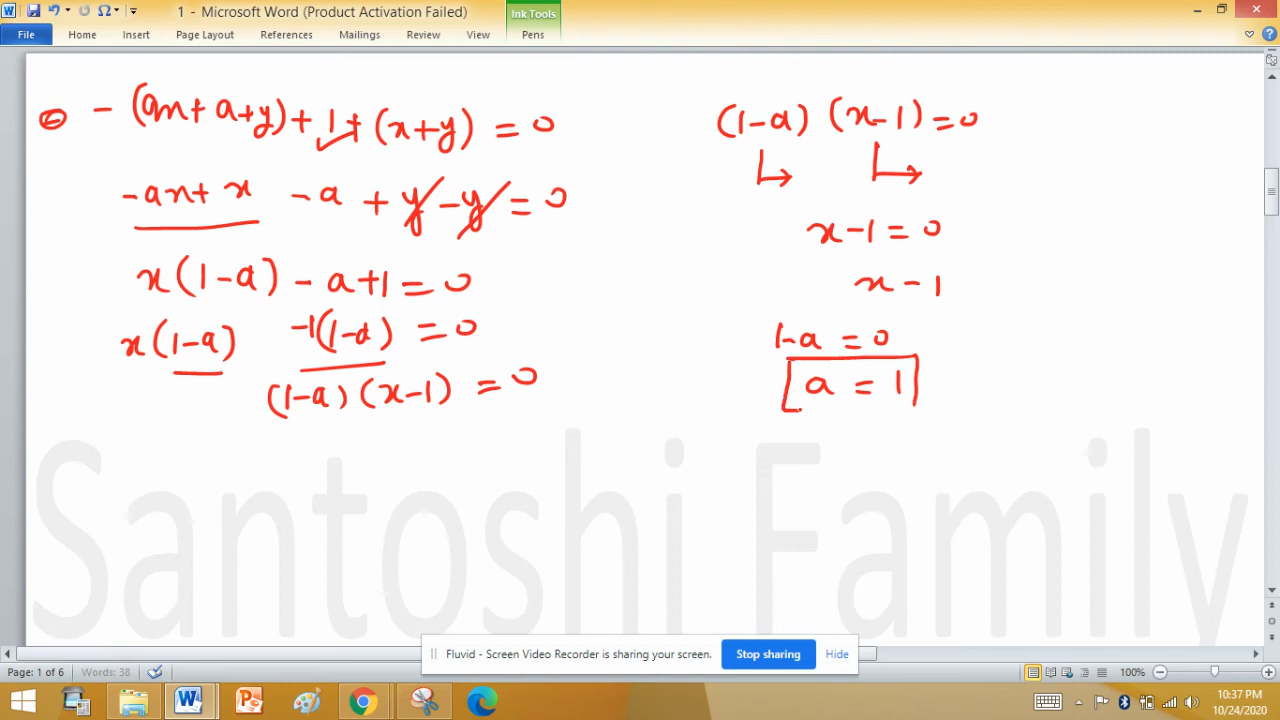 1 - Microsoft Word (Product Activation Failed)
Ink Tools
File Home Insert Page Layout References Mailings Review View Pens
- (ax + a + y) + 1 + (x + y) = 0
-ax + x - a + y - y = 0
x(1-a) - a + 1 = 0
x(1-a) -1(1-a) = 0
(1-a) (x-1) = 0
(1-a) (x-1) = 0
x-1 = 0
x - 1
1-a = 0
a = 1
Santoshi Family
Fluvid - Screen Video Recorder is sharing your screen. Stop sharing Hide
Page: 1 of 6 Words: 38 100%
10:37 PM
10/24/2020